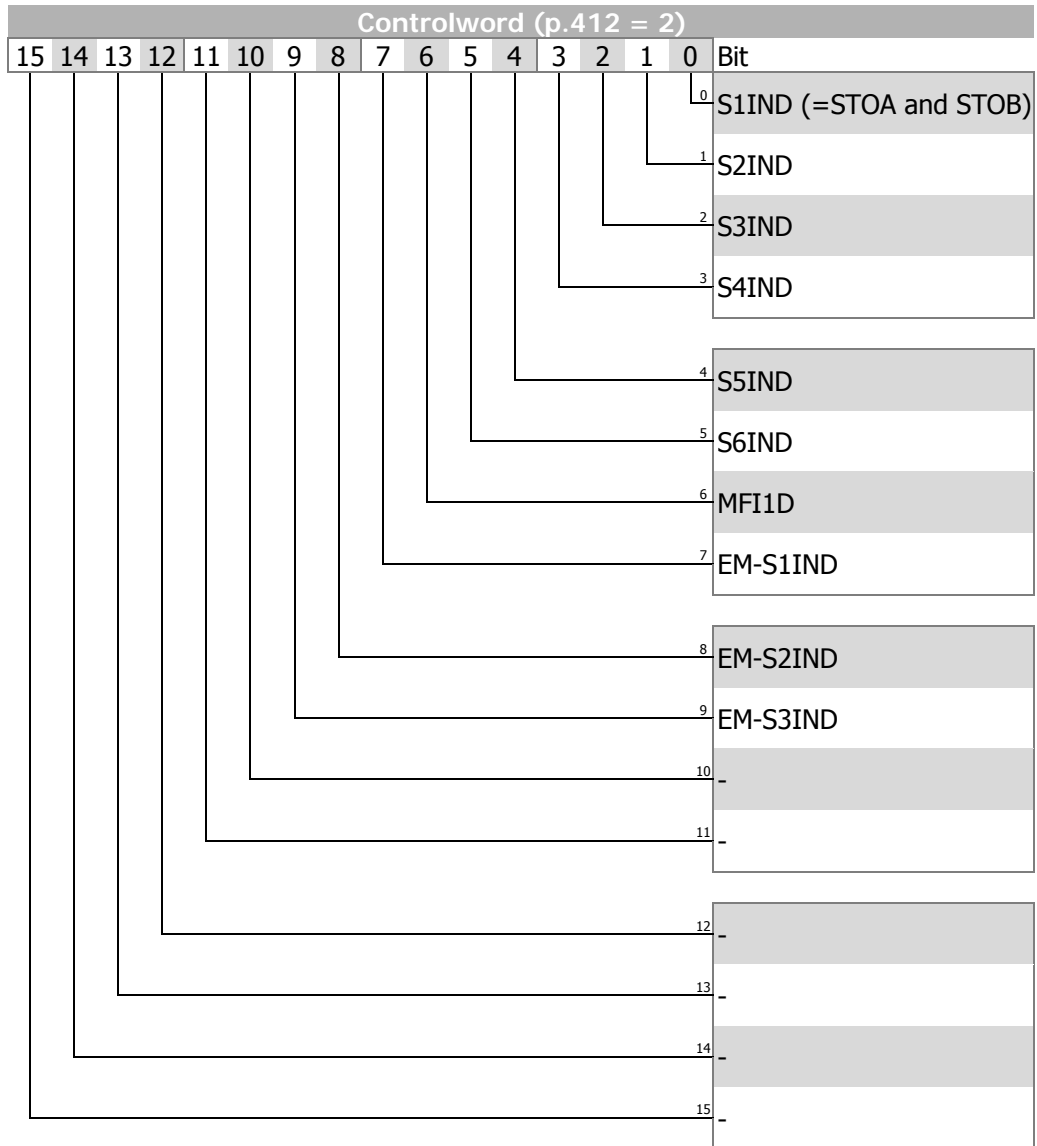 Controlword (p.412 = 2)
15 14 13 12 11 10 9 8 7 6 5 4 3 2 1 0 Bit
0 S1IND (=STOA and STOB)
1 S2IND
2 S3IND
3 S4IND
4 S5IND
5 S6IND
6 MFI1D
7 EM-S1IND
8 EM-S2IND
9 EM-S3IND
10 -
11 -
12 -
13 -
14 -
15 -